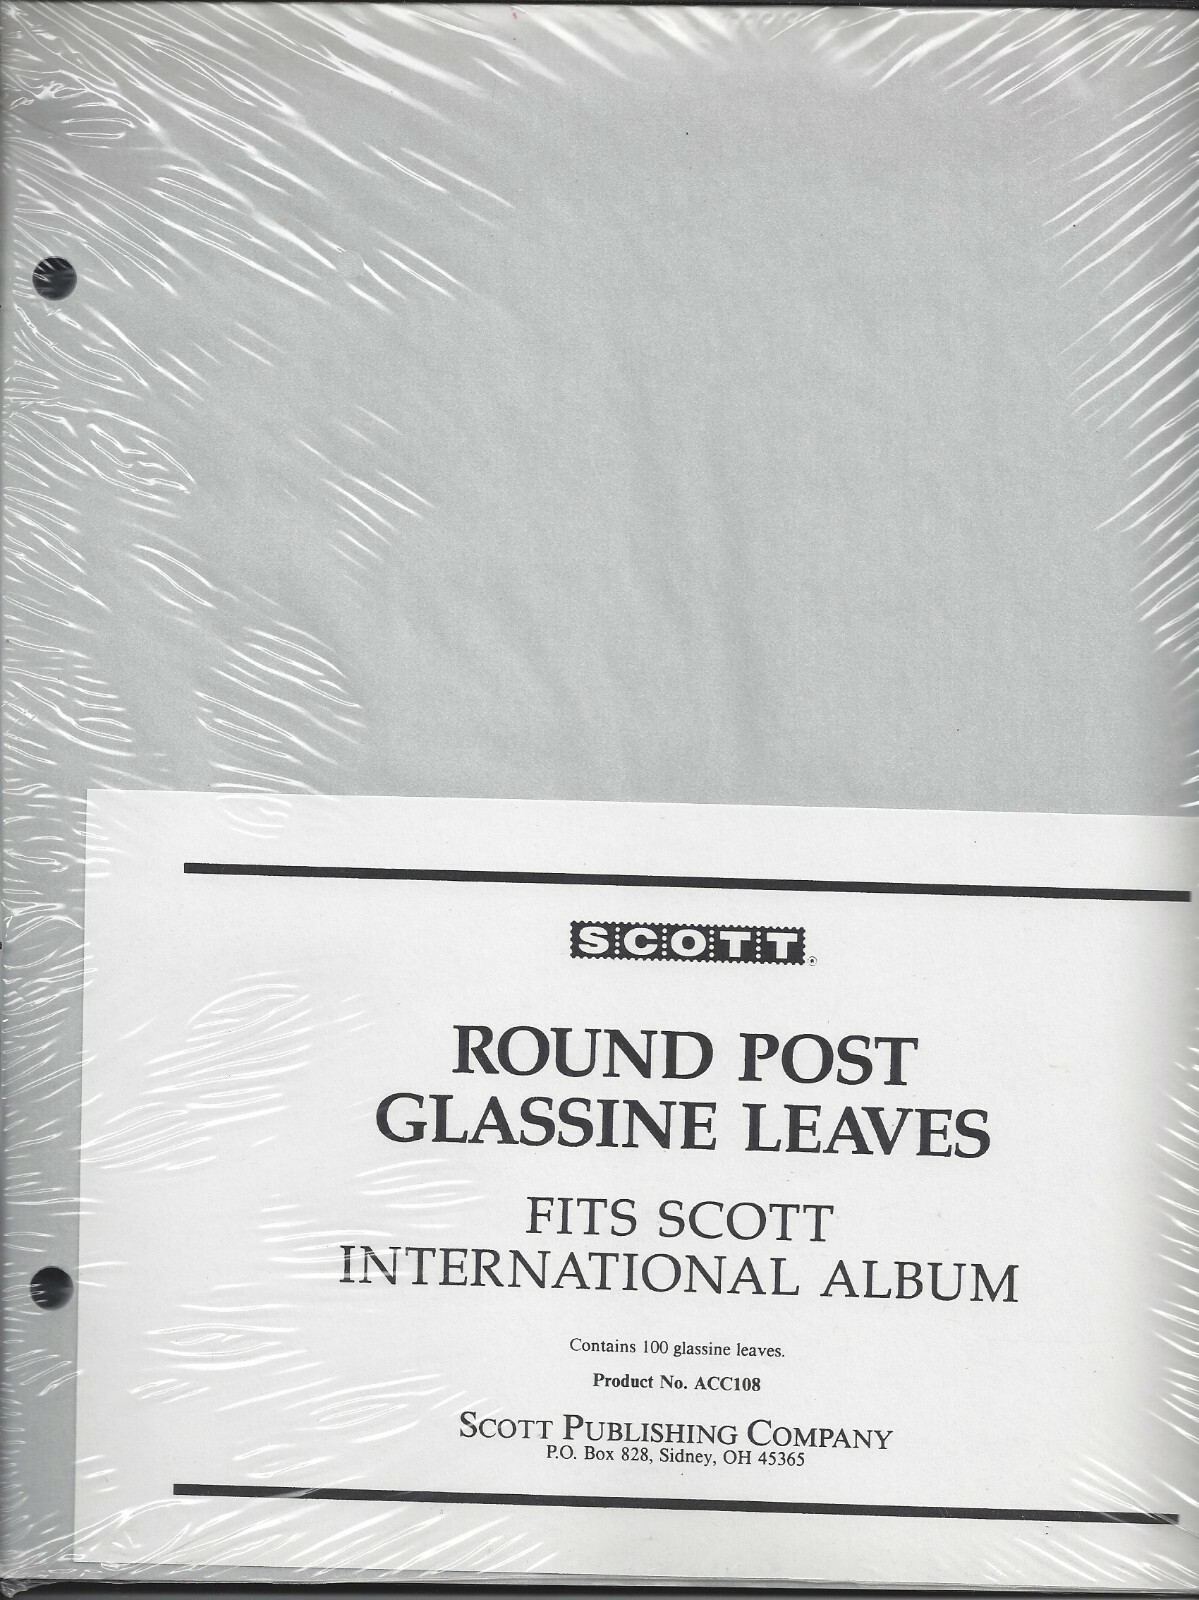 SCOTT®
ROUND POST
GLASSINE LEAVES
FITS SCOTT
INTERNATIONAL ALBUM
Contains 100 glassine leaves.
Product No. ACC108
SCOTT PUBLISHING COMPANY
P.O. Box 828, Sidney, OH 45365